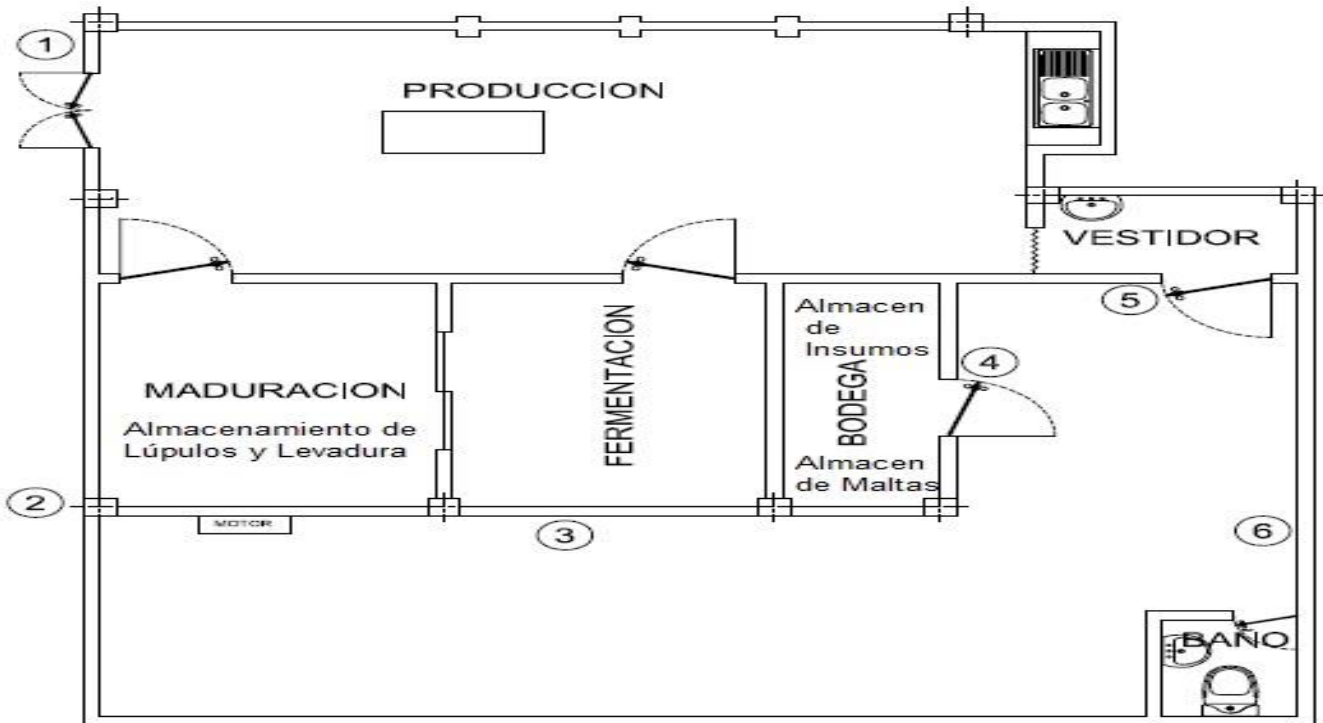 1
PRODUCCION
VESTIDOR
5
Almacen
de
Insumos
BODEGA
Almacen
de Maltas
4
FERMENTACION
MADURACION
Almacenamiento de
Lúpulos y Levadura
2
MOTOR
3
6
BAÑO